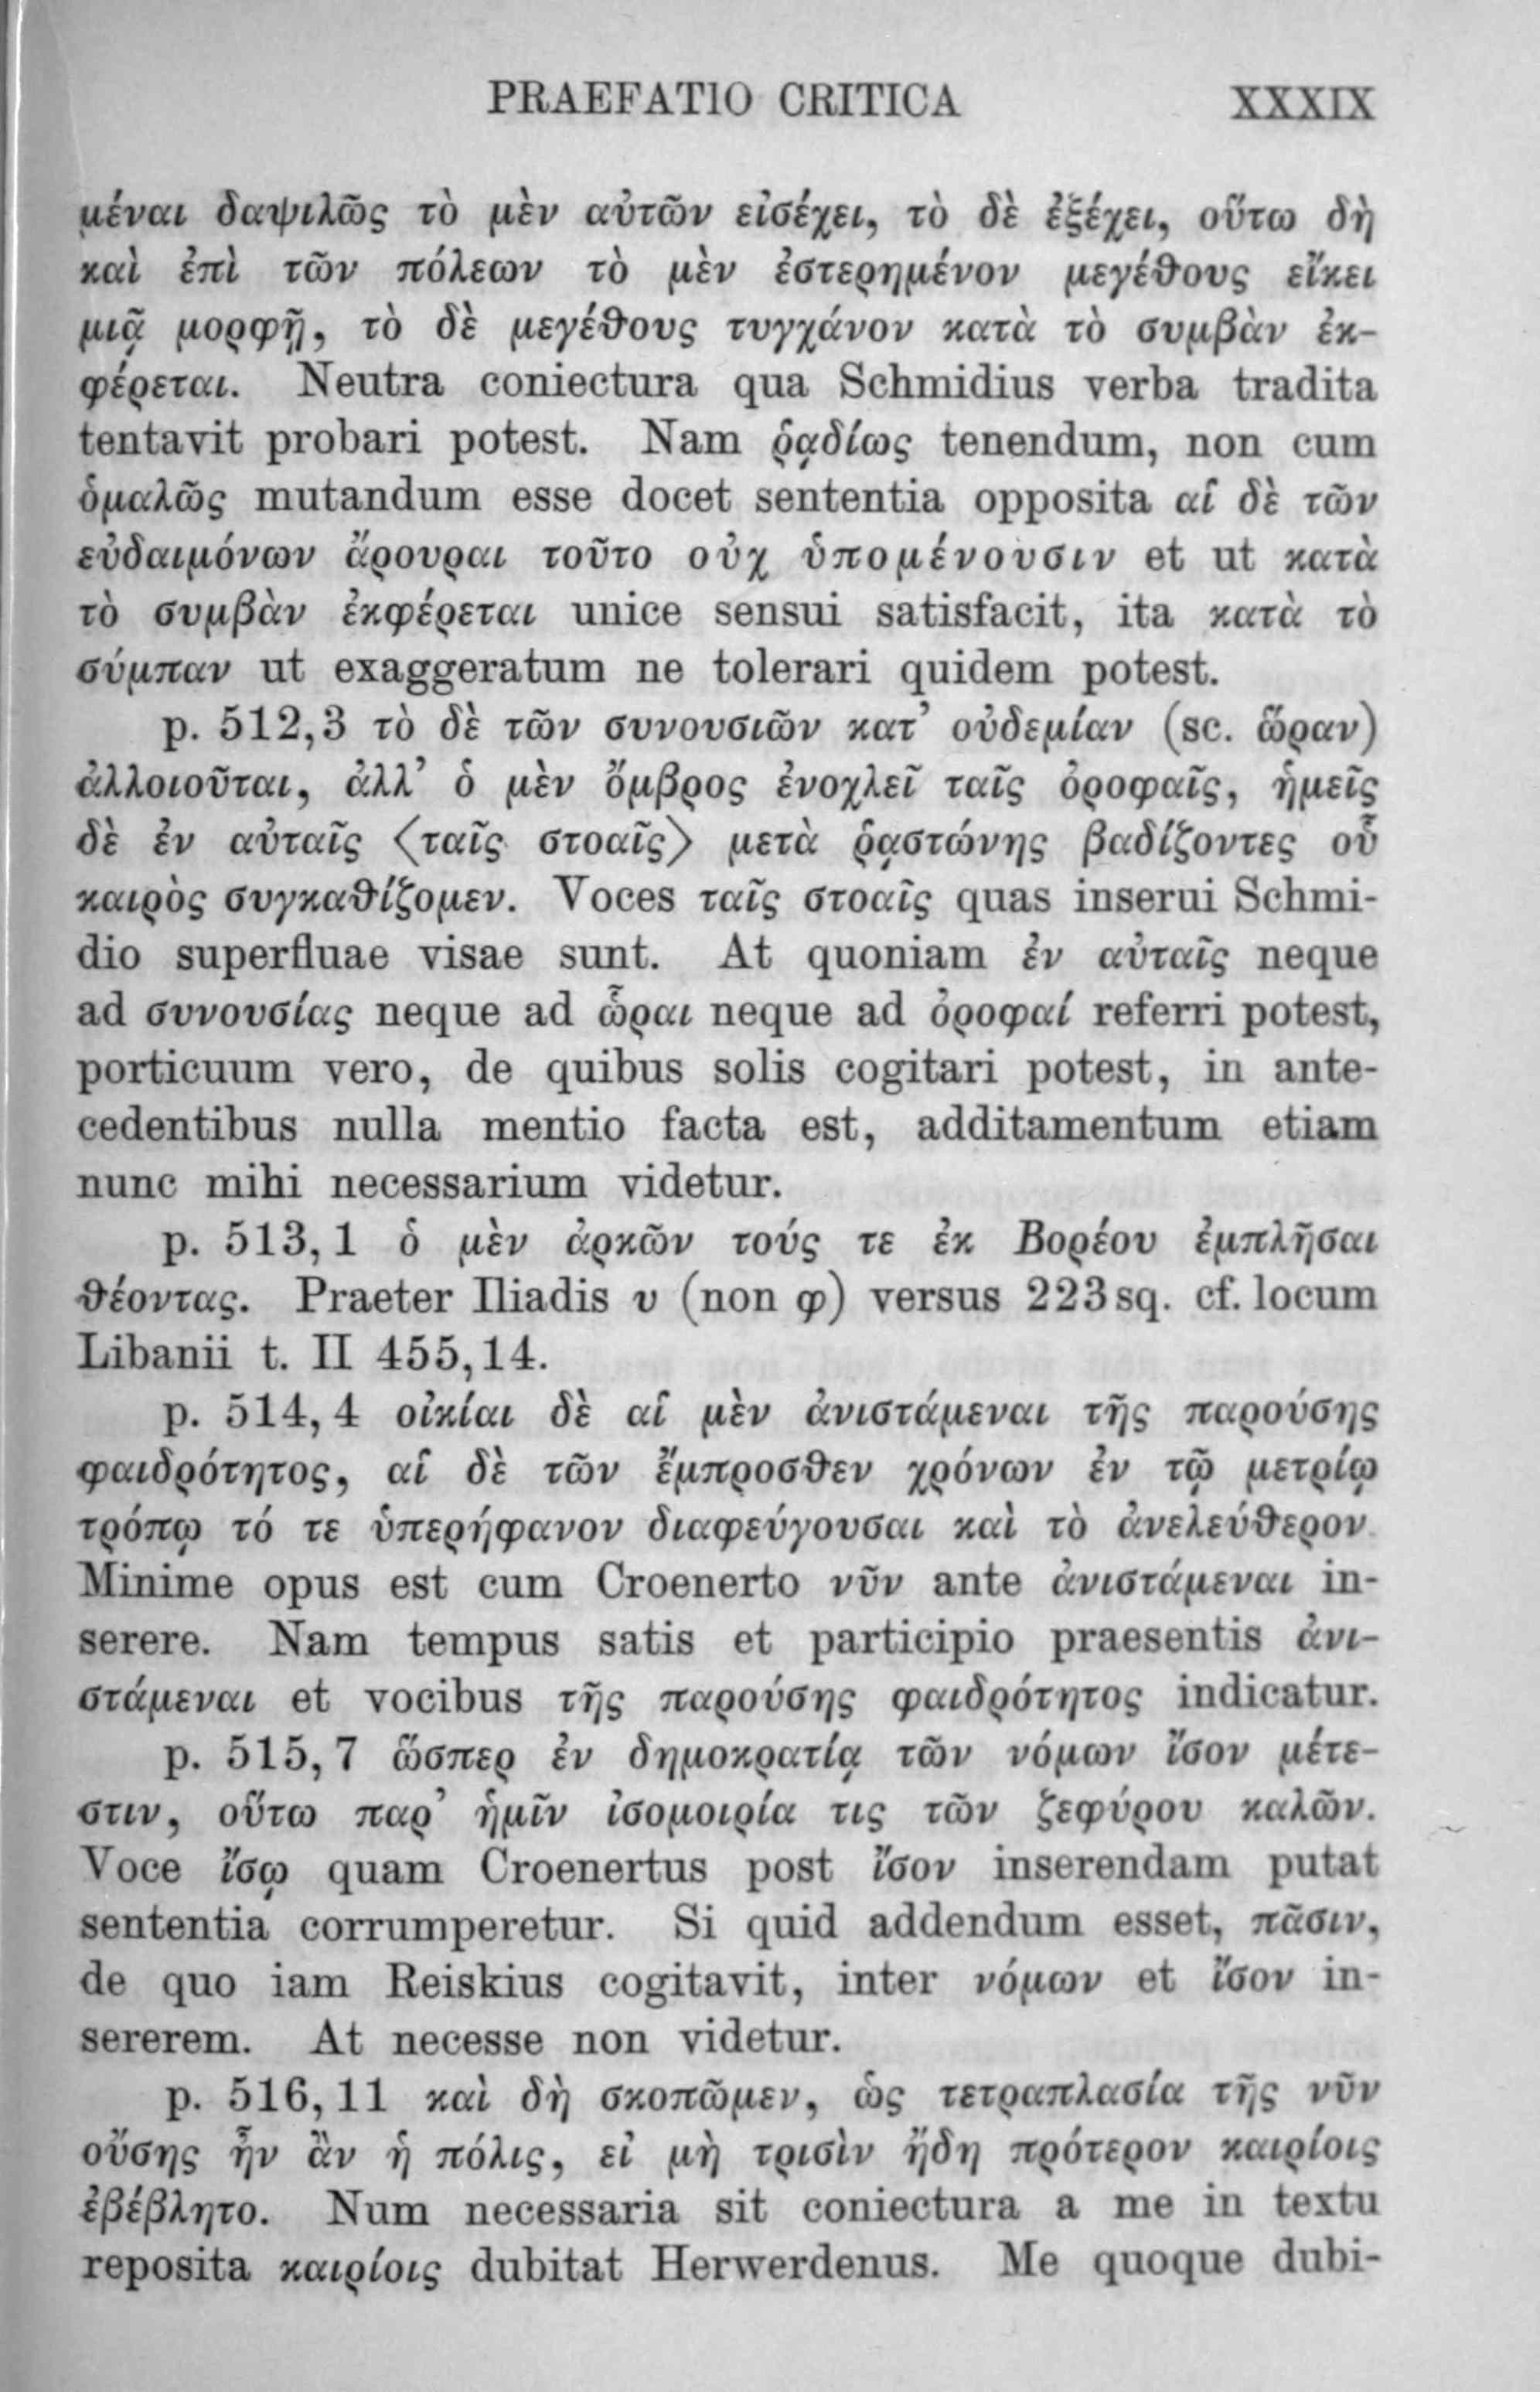 PRAEFATIO CRITICA XXXIX
μέναι δαψιλῶς τὸ μὲν αὐτῶν εἰσέχει, τὸ δὲ ἐξέχει, οὕτω δὴ
καὶ ἐπὶ τῶν πόλεων τὸ μὲν ἐστερημένον μεγέθους εἴκει
μιᾷ μορφῇ, τὸ δὲ μεγέθους τυγχάνον κατὰ τὸ συμβὰν ἐκ-
φέρεται. Neutra coniectura qua Schmidius verba tradita
tentavit probari potest. Nam ῥᾳδίως tenendum, non cum
ὁμαλῶς mutandum esse docet sententia opposita αἱ δὲ τῶν
εὐδαιμόνων ἄρουραι τοῦτο οὐχ ὑπομένουσιν et ut κατὰ
τὸ συμβὰν ἐκφέρεται unice sensui satisfacit, ita κατὰ τὸ
σύμπαν ut exaggeratum ne tolerari quidem potest.
p. 512,3 τὸ δὲ τῶν συνουσιῶν κατ’ οὐδεμίαν (sc. ὥραν)
ἀλλοιοῦται, ἀλλ’ ὁ μὲν ὄμβρος ἐνοχλεῖ ταῖς ὀροφαῖς, ἡμεῖς
δὲ ἐν αὐταῖς ⟨ταῖς στοαῖς⟩ μετὰ ῥᾳστώνης βαδίζοντες οὗ
καιρὸς συγκαθίζομεν. Voces ταῖς στοαῖς quas inserui Schmi-
dio superfluae visae sunt. At quoniam ἐν αὐταῖς neque
ad συνουσίας neque ad ὧραι neque ad ὀροφαί referri potest,
porticuum vero, de quibus solis cogitari potest, in ante-
cedentibus nulla mentio facta est, additamentum etiam
nunc mihi necessarium videtur.
p. 513,1 ὁ μὲν ἀρκῶν τούς τε ἐκ Βορέου ἐμπλῆσαι
θέοντας. Praeter Iliadis υ (non φ) versus 223 sq. cf. locum
Libanii t. II 455,14.
p. 514,4 οἰκίαι δὲ αἱ μὲν ἀνιστάμεναι τῆς παρούσης
φαιδρότητος, αἱ δὲ τῶν ἔμπροσθεν χρόνων ἐν τῷ μετρίῳ
τρόπῳ τό τε ὑπερήφανον διαφεύγουσαι καὶ τὸ ἀνελεύθερον.
Minime opus est cum Croenerto νῦν ante ἀνιστάμεναι in-
serere. Nam tempus satis et participio praesentis ἀνι-
στάμεναι et vocibus τῆς παρούσης φαιδρότητος indicatur.
p. 515,7 ὥσπερ ἐν δημοκρατίᾳ τῶν νόμων ἴσον μέτε-
στιν, οὕτω παρ’ ἡμῖν ἰσομοιρία τις τῶν ζεφύρου καλῶν.
Voce ἴσῳ quam Croenertus post ἴσον inserendam putat
sententia corrumperetur. Si quid addendum esset, πᾶσιν,
de quo iam Reiskius cogitavit, inter νόμων et ἴσον in-
sererem. At necesse non videtur.
p. 516,11 καὶ δὴ σκοπῶμεν, ὡς τετραπλασία τῆς νῦν
οὔσης ἦν ἂν ἡ πόλις, εἰ μὴ τρισὶν ἤδη πρότερον καιρίοις
ἐβέβλητο. Num necessaria sit coniectura a me in textu
reposita καιρίοις dubitat Herwerdenus. Me quoque dubi-